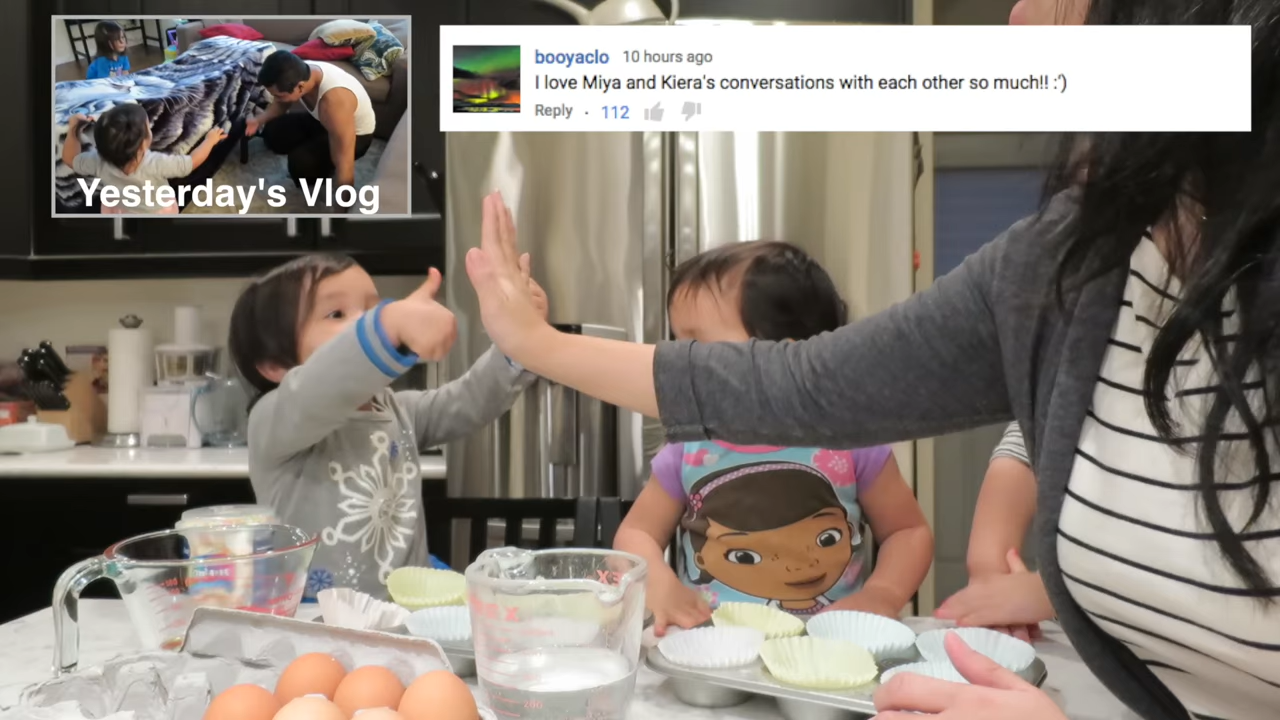 Yesterday's Vlog
booyaclo 10 hours ago
I love Miya and Kiera's conversations with each other so much!! :')
Reply · 112